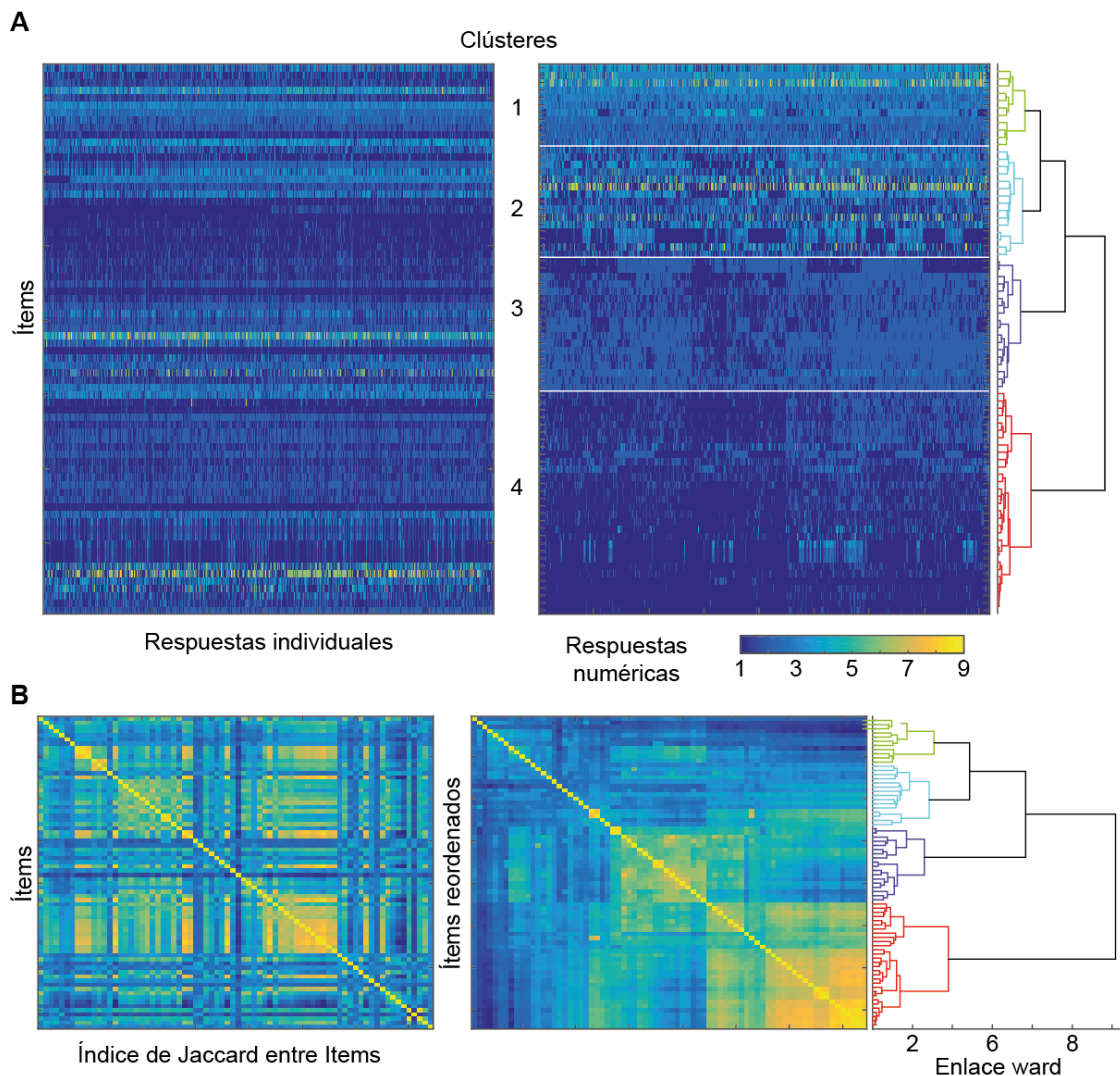 A
Clústeres
Ítems
1
2
3
4
Respuestas individuales
Respuestas
numéricas
1 3 5 7 9
B
Ítems
Índice de Jaccard entre Items
Ítems reordenados
2 4 6 8
Enlace ward